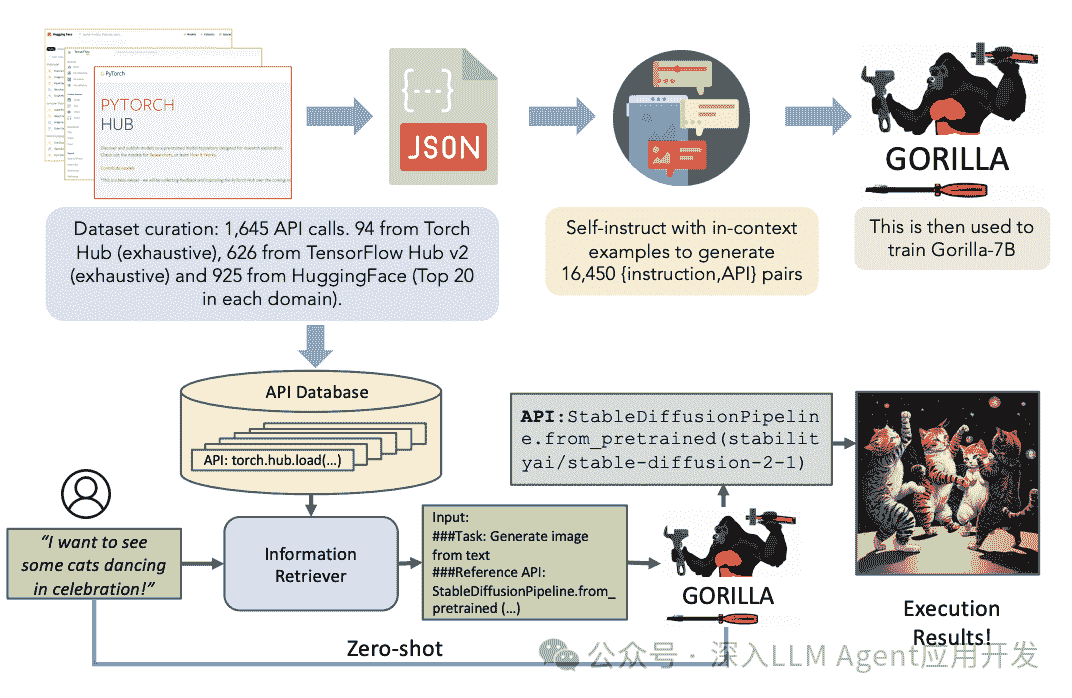 Hugging Face
TensorFlow
PyTorch
PYTORCH
HUB
JSON
GORILLA
Dataset curation: 1,645 API calls. 94 from Torch
Hub (exhaustive), 626 from TensorFlow Hub v2
(exhaustive) and 925 from HuggingFace (Top 20
in each domain).
Self-instruct with in-context
examples to generate
16,450 {instruction,API} pairs
This is then used to
train Gorilla-7B
API Database
API: torch.hub.load(...)
"I want to see
some cats dancing
in celebration!"
Information
Retriever
Input:
###Task: Generate image
from text
###Reference API:
StableDiffusionPipeline.from_
pretrained (...)
API:StableDiffusionPipelin
e.from_pretrained(stabilit
yai/stable-diffusion-2-1)
GORILLA
Execution
Results!
Zero-shot
公众号 · 深入LLM Agent应用开发